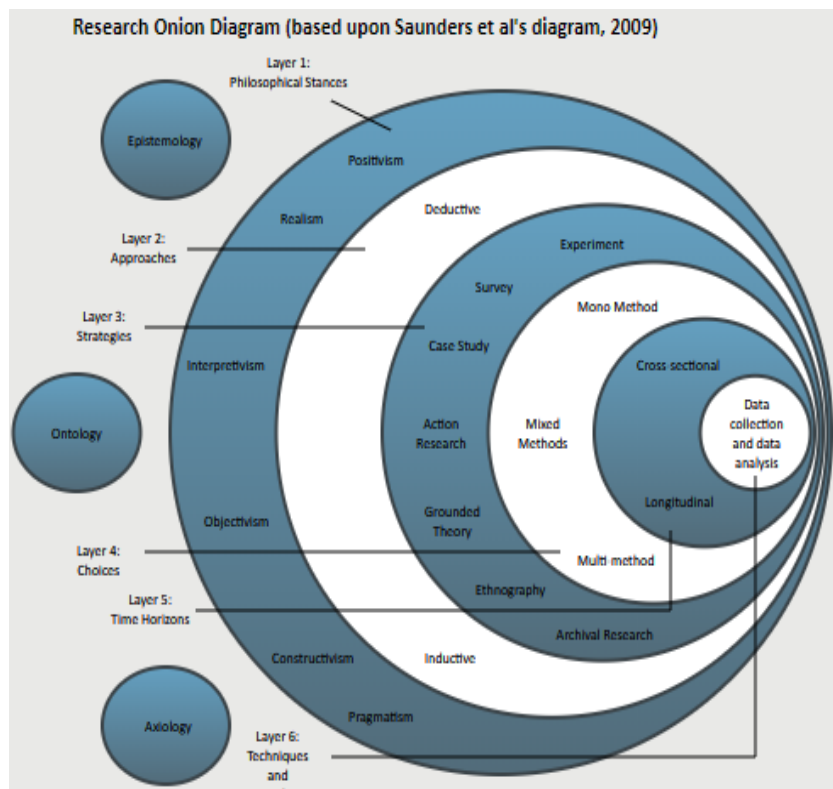 Research Onion Diagram (based upon Saunders et al's diagram, 2009)
Layer 1:
Philosophical Stances
Epistemology
Positivism
Realism
Deductive
Layer 2:
Approaches
Experiment
Survey
Mono Method
Layer 3:
Strategies
Case Study
Cross-sectional
Interpretivism
Data
collection
and data
analysis
Ontology
Action
Research
Mixed
Methods
Longitudinal
Grounded
Theory
Objectivism
Layer 4:
Choices
Multi-method
Ethnography
Layer 5:
Time Horizons
Archival Research
Constructivism
Inductive
Pragmatism
Axiology
Layer 6:
Techniques
and